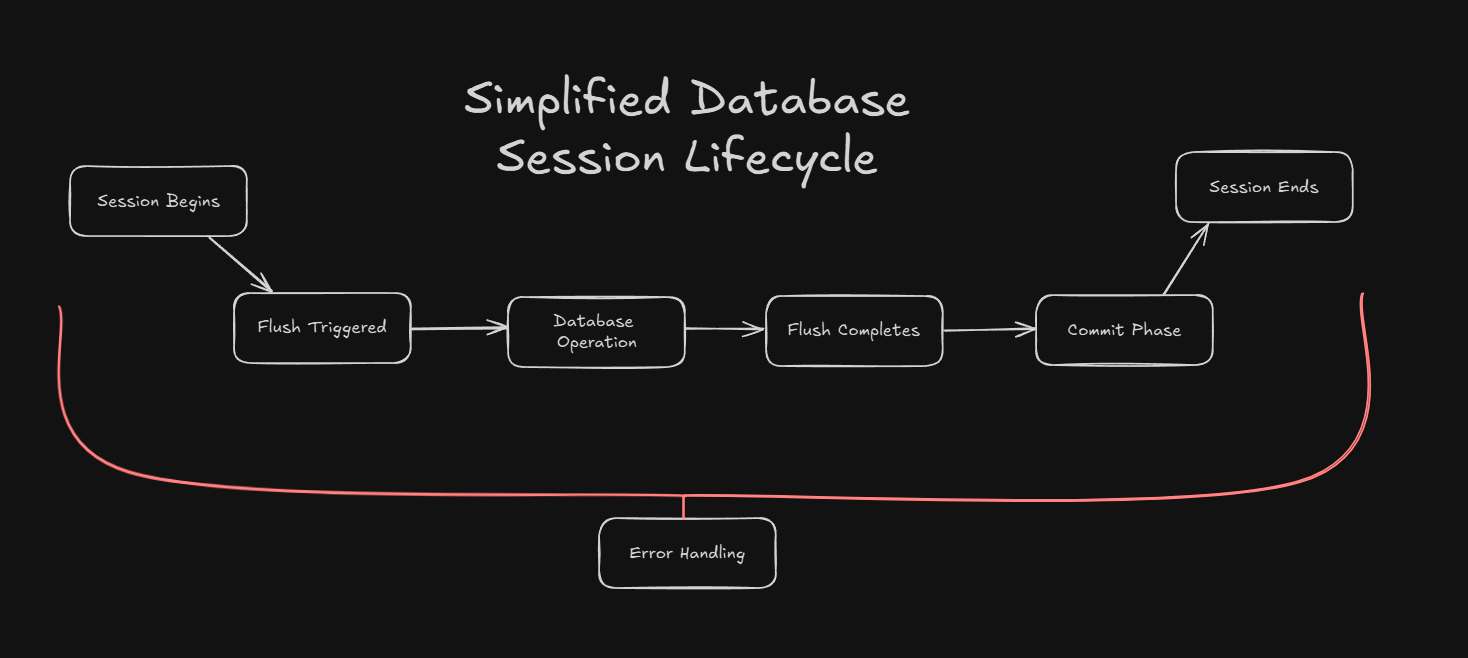 Simplified Database
Session Lifecycle
Session Begins
Session Ends
Flush Triggered
Database
Operation
Flush Completes
Commit Phase
Error Handling